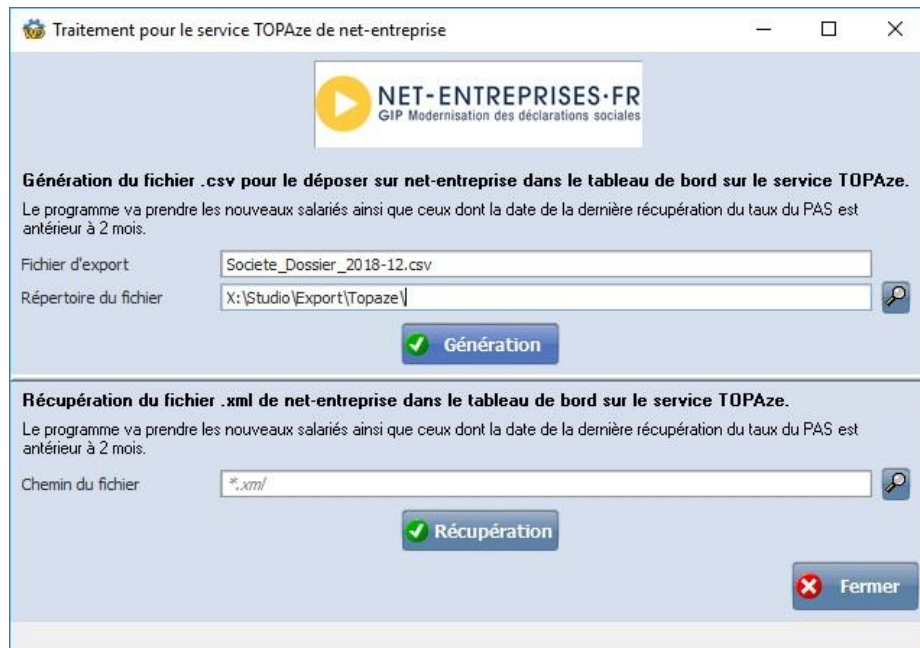 Traitement pour le service TOPAze de net-entreprise
NET-ENTREPRISES·FR
GIP Modernisation des déclarations sociales
Génération du fichier .csv pour le déposer sur net-entreprise dans le tableau de bord sur le service TOPAze.
Le programme va prendre les nouveaux salariés ainsi que ceux dont la date de la dernière récupération du taux du PAS est
antérieur à 2 mois.
Fichier d'export Societe_Dossier_2018-12.csv
Répertoire du fichier X:\Studio\Export\Topaze\
Génération
Récupération du fichier .xml de net-entreprise dans le tableau de bord sur le service TOPAze.
Le programme va prendre les nouveaux salariés ainsi que ceux dont la date de la dernière récupération du taux du PAS est
antérieur à 2 mois.
Chemin du fichier *.xml
Récupération
Fermer